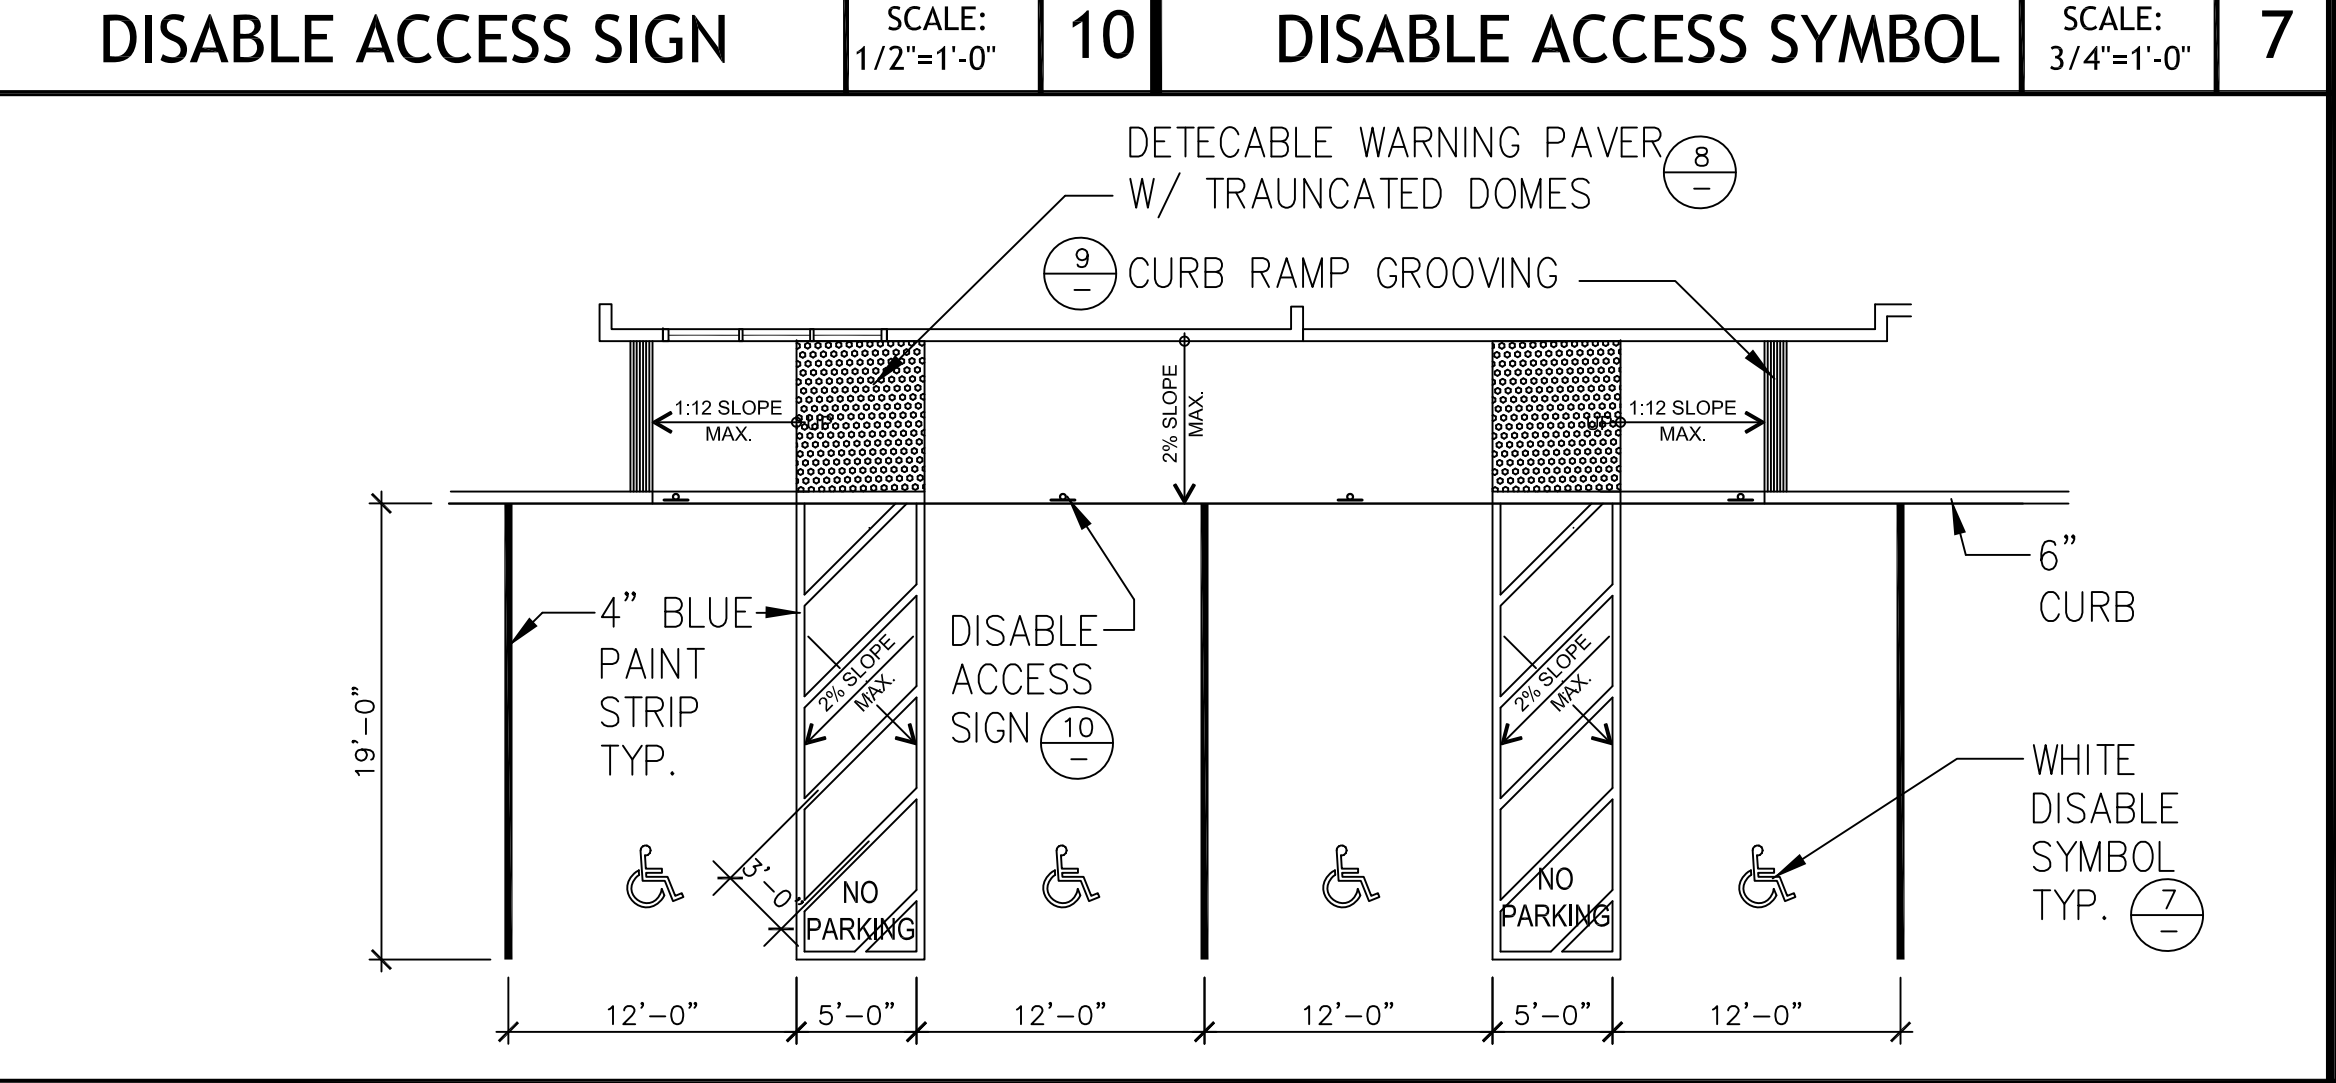 DISABLE ACCESS SIGN
SCALE:
1/2"=1'-0"
10
DISABLE ACCESS SYMBOL
SCALE:
3/4"=1'-0"
7
DETECABLE WARNING PAVER
W/ TRAUNCATED DOMES
8
–
9
–
CURB RAMP GROOVING
1:12 SLOPE
MAX.
UP
2% SLOPE
MAX.
UP
1:12 SLOPE
MAX.
6"
CURB
4" BLUE
PAINT
STRIP
TYP.
DISABLE
ACCESS
SIGN
10
–
2% SLOPE
MAX.
2% SLOPE
MAX.
19'–0"
WHITE
DISABLE
SYMBOL
TYP.
7
–
3'–0"
NO
PARKING
NO
PARKING
12'–0"
5'–0"
12'–0"
12'–0"
5'–0"
12'–0"